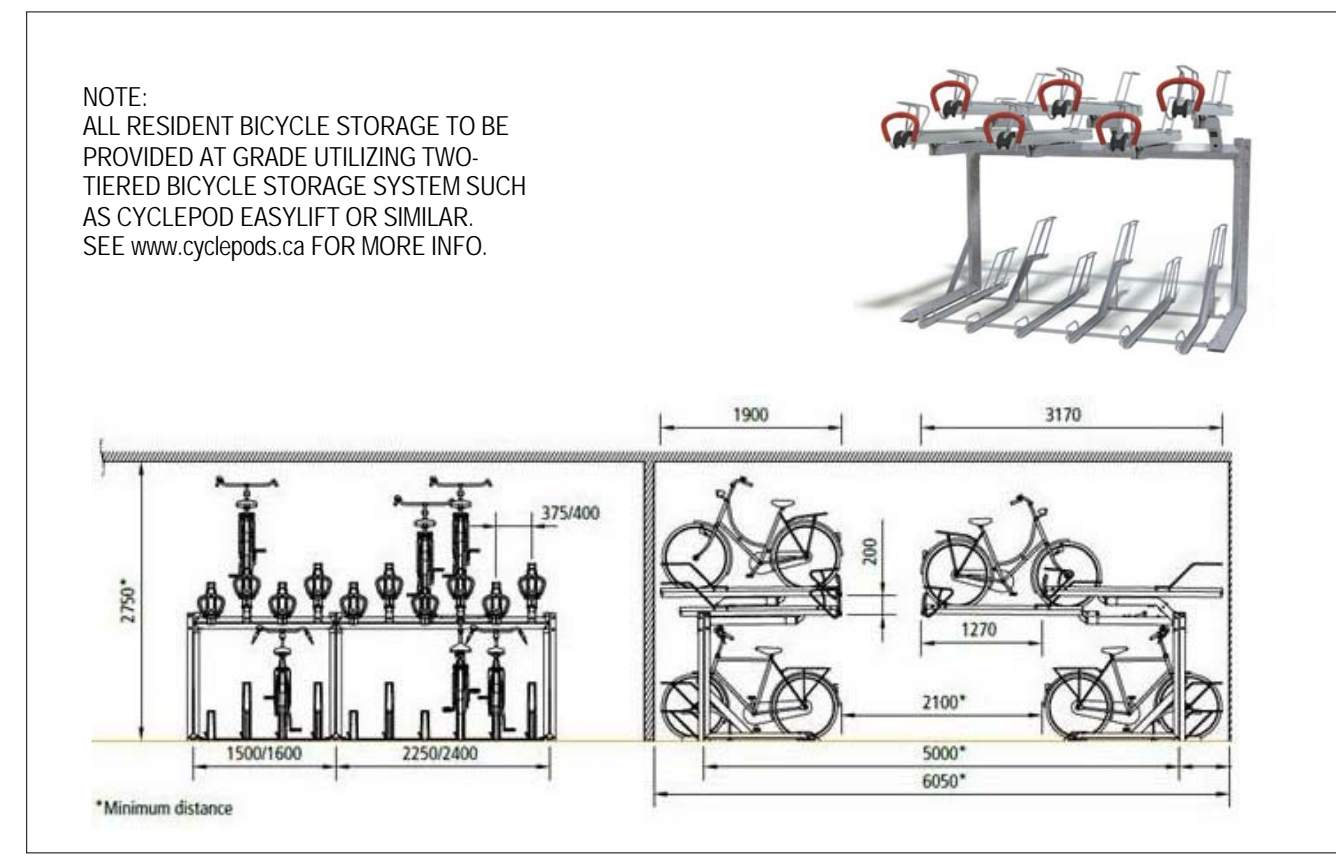 NOTE:
ALL RESIDENT BICYCLE STORAGE TO BE
PROVIDED AT GRADE UTILIZING TWO-
TIERED BICYCLE STORAGE SYSTEM SUCH
AS CYCLEPOD EASYLIFT OR SIMILAR.
SEE www.cyclepods.ca FOR MORE INFO.
1900
3170
375/400
200
2750*
1270
2100*
1500/1600
2250/2400
5000*
6050*
*Minimum distance